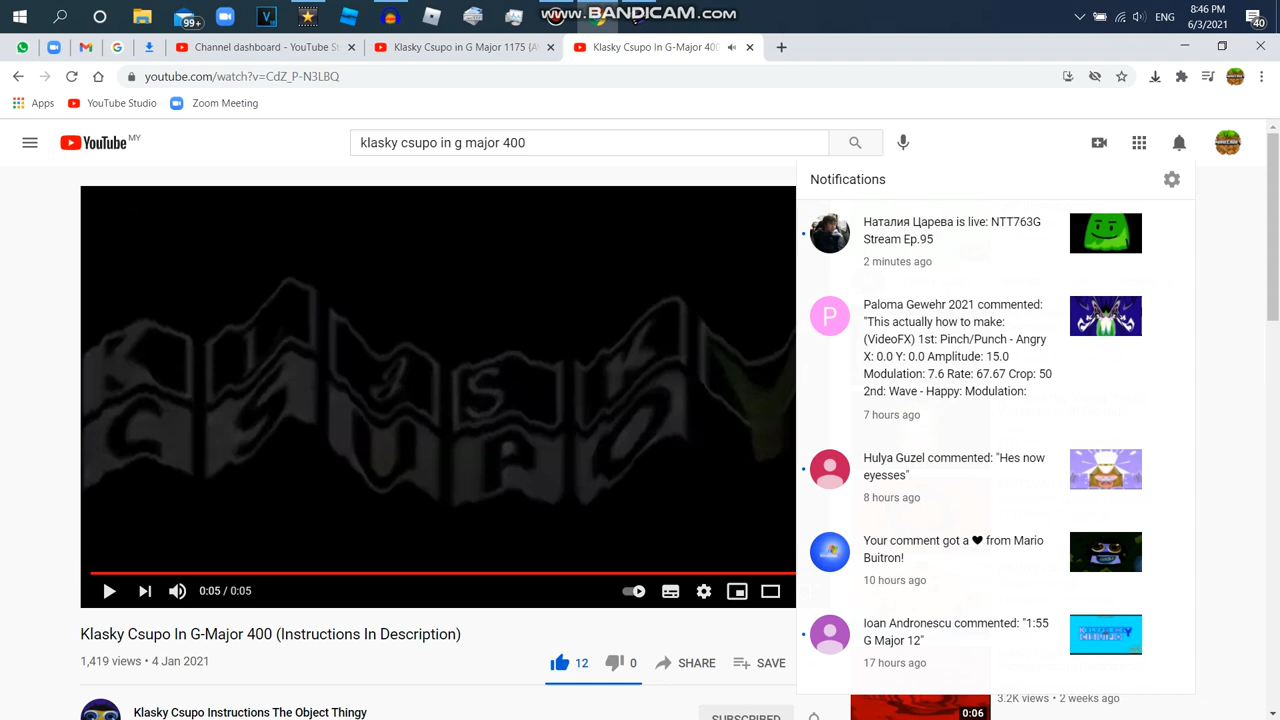 WWW.BANDICAM.COM
99+
ENG
8:46 PM
6/3/2021
40
Channel dashboard - YouTube S
Klasky Csupo in G Major 1175 (A
Klasky Csupo In G-Major 400
youtube.com/watch?v=CdZ_P-N3LBQ
Apps
YouTube Studio
Zoom Meeting
YouTube MY
klasky csupo in g major 400
Notifications
Наталия Царева is live: NTT763G
Stream Ep.95
2 minutes ago
P
Paloma Gewehr 2021 commented:
"This actually how to make:
(VideoFX) 1st: Pinch/Punch - Angry
X: 0.0 Y: 0.0 Amplitude: 15.0
Modulation: 7.6 Rate: 67.67 Crop: 50
2nd: Wave - Happy: Modulation:
7 hours ago
Hulya Guzel commented: "Hes now
eyesses"
8 hours ago
Your comment got a ♥ from Mario
Buitron!
10 hours ago
Ioan Andronescu commented: "1:55
G Major 12"
17 hours ago
0:05 / 0:05
Klasky Csupo In G-Major 400 (Instructions In Description)
1,419 views • 4 Jan 2021
12
0
SHARE
SAVE
3.2K views • 2 weeks ago
0:06
Klasky Csupo Instructions The Object Thingy
SUBSCRIBED